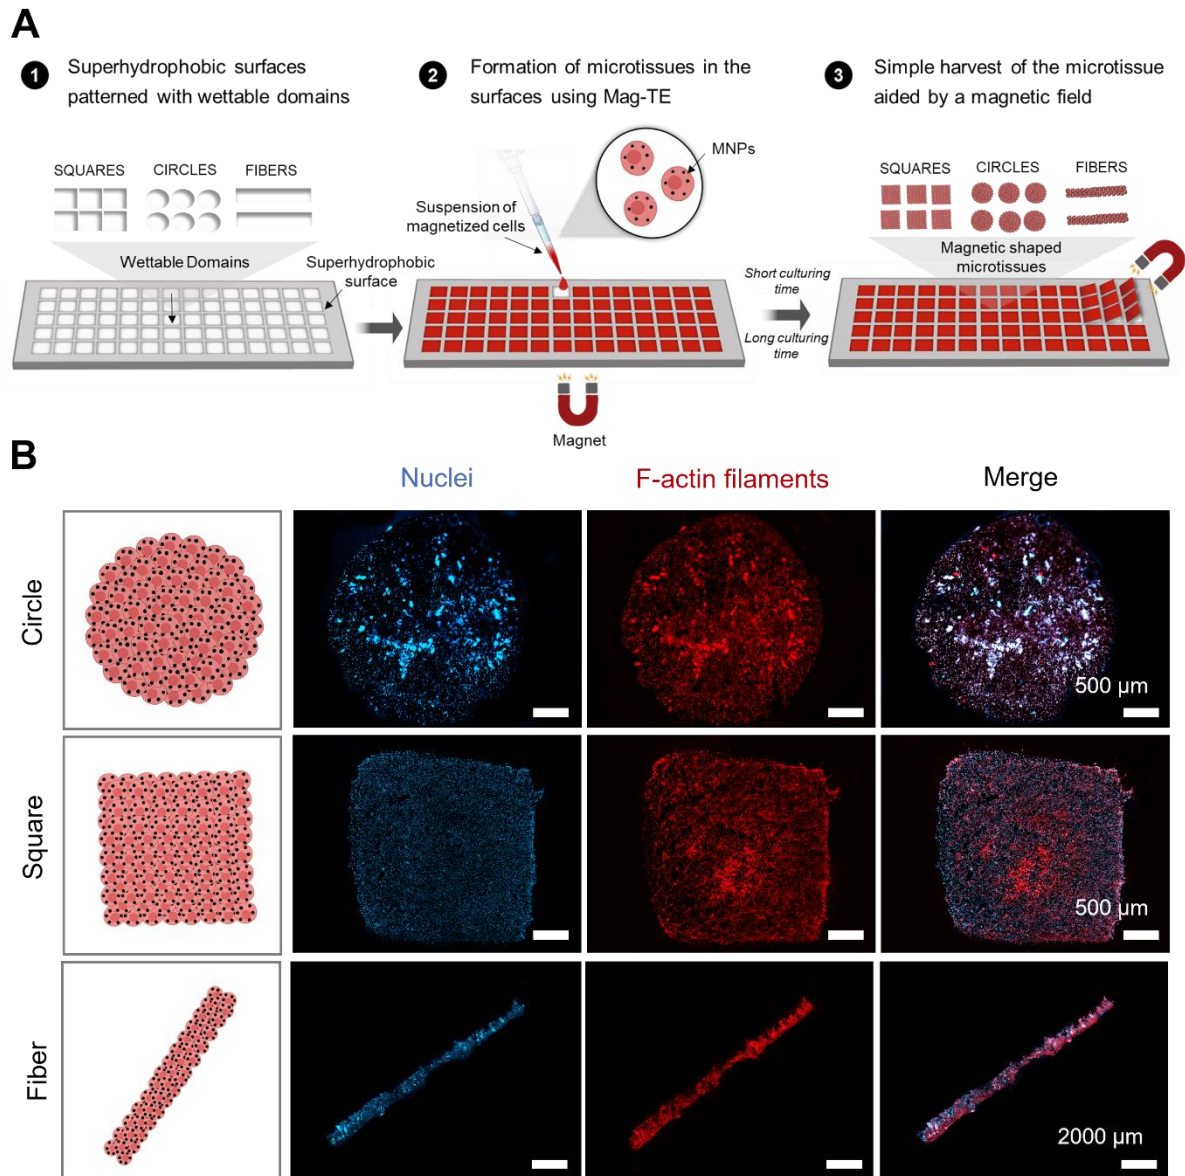 A
1 Superhydrophobic surfaces
patterned with wettable domains
SQUARES CIRCLES FIBERS
Wettable Domains
Superhydrophobic
surface
2 Formation of microtissues in the
surfaces using Mag-TE
MNPs
Suspension of
magnetized cells
Magnet
Short culturing
time
Long culturing
time
3 Simple harvest of the microtissue
aided by a magnetic field
SQUARES CIRCLES FIBERS
Magnetic shaped
microtissues
B
Nuclei F-actin filaments Merge
Circle
500 µm
Square
500 µm
Fiber
2000 µm